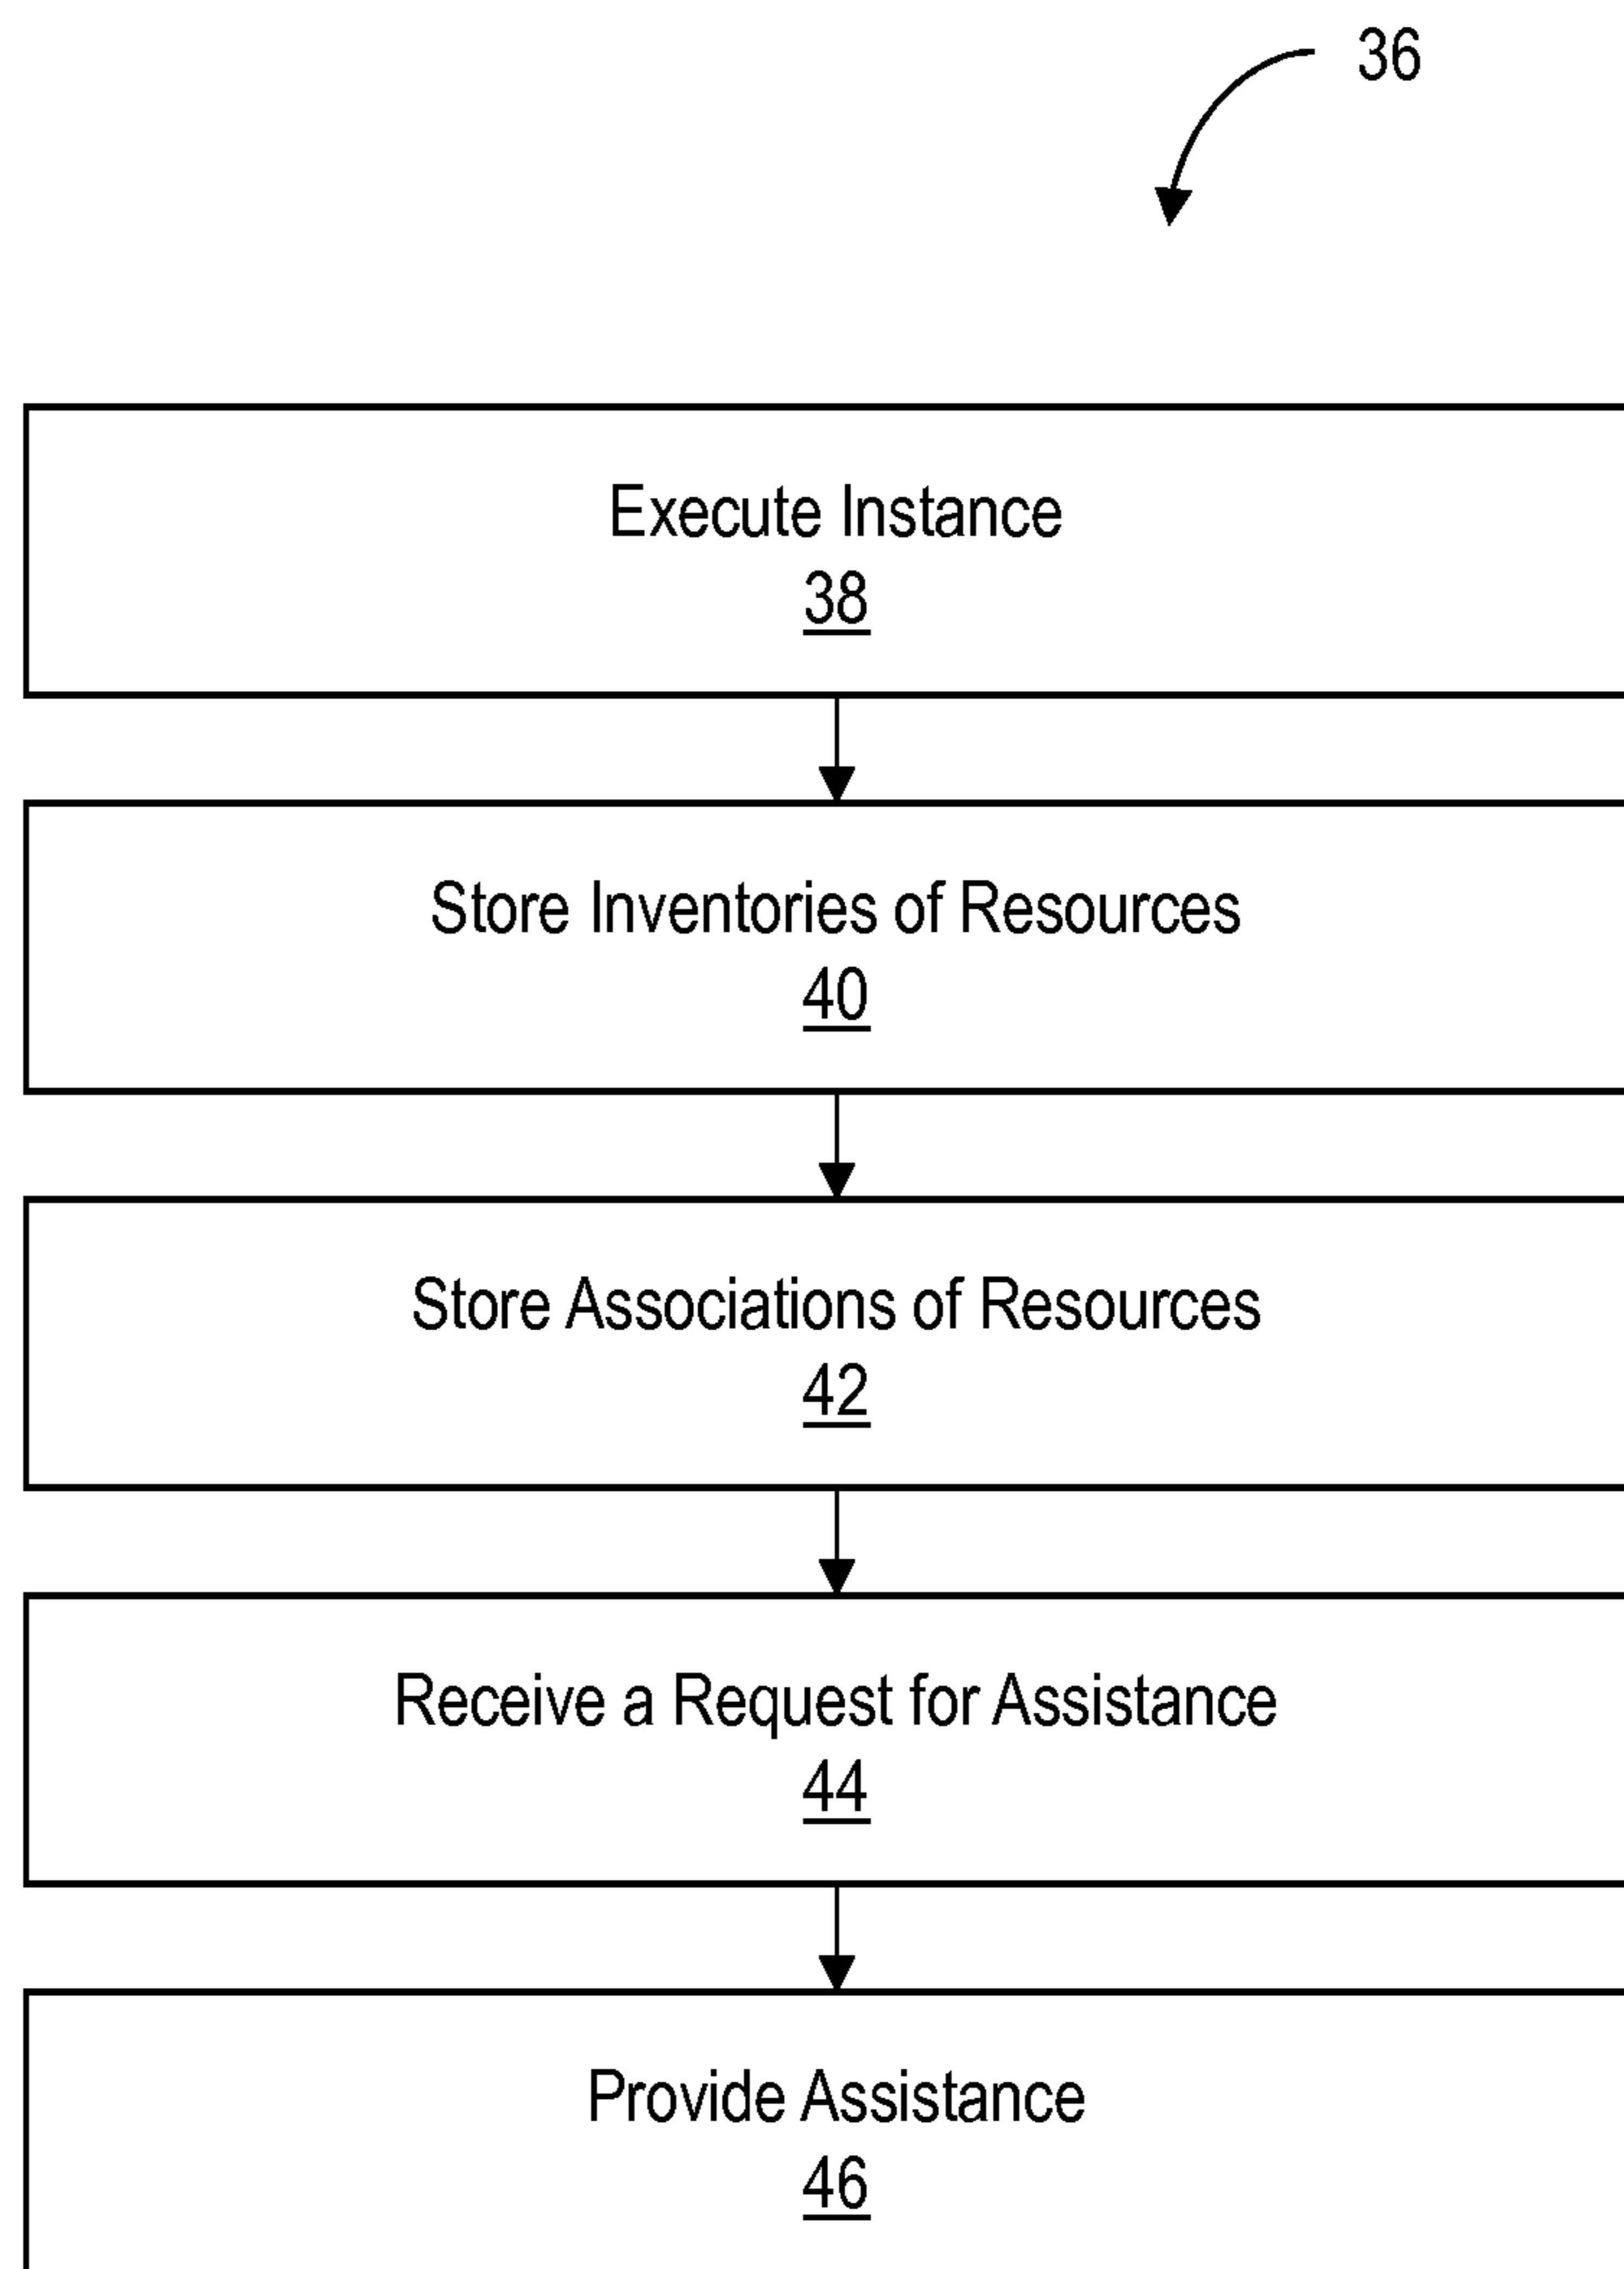 36
Execute Instance
38
Store Inventories of Resources
40
Store Associations of Resources
42
Receive a Request for Assistance
44
Provide Assistance
46